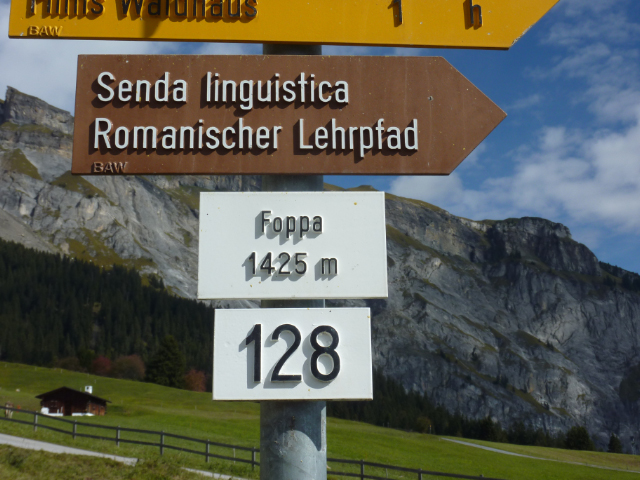 Flims Waldhaus 1 h
BAW
Senda linguistica
Romanischer Lehrpfad
BAW
Foppa
1425 m
128